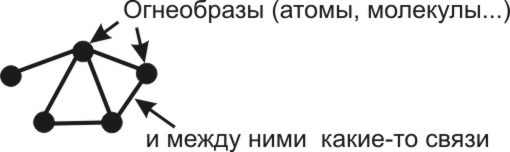 Огнеобразы (атомы, молекулы...)
и между ними какие-то связи